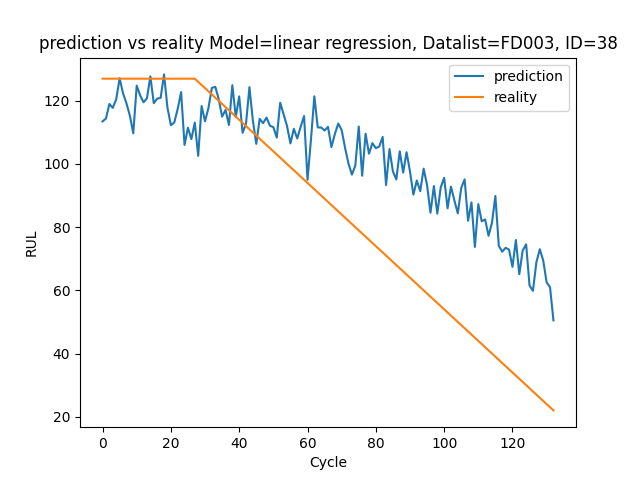 prediction vs reality Model=linear regression, Datalist=FD003, ID=38
prediction
reality
RUL
120
100
80
60
40
20
0 20 40 60 80 100 120
Cycle